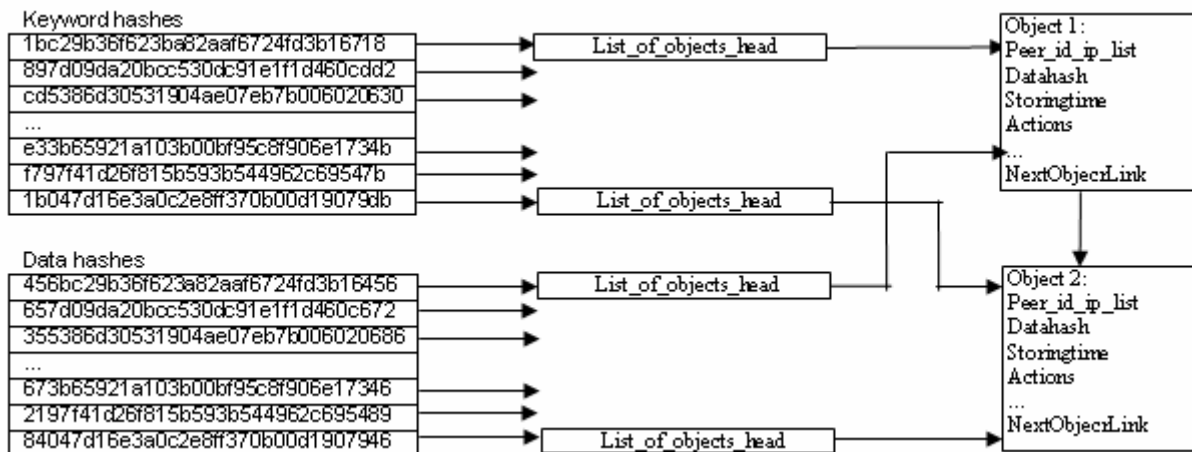 Keyword hashes
1bc29b36f623ba82aaf6724fd3b16718
897d09da20bcc530dc91e1f1d460cdd2
cd5386d30531904ae07eb7b006020630
...
e33b65921a103b00bf95c8f906e1734b
f797f41d26f815b593b544962c69547b
1b047d16e3a0c2e8ff370b00d19079db
List_of_objects_head
List_of_objects_head
Object 1:
Peer_id_ip_list
Datahash
Storingtime
Actions
...
NextObjecrLink
Data hashes
456bc29b36f623a82aaf6724fd3b16456
657d09da20bcc530dc91e1f1d460c672
355386d30531904ae07eb7b006020686
...
673b65921a103b00bf95c8f906e17346
2197f41d26f815b593b544962c695489
84047d16e3a0c2e8ff370b00d1907946
List_of_objects_head
List_of_objects_head
Object 2:
Peer_id_ip_list
Datahash
Storingtime
Actions
...
NextObjecrLink